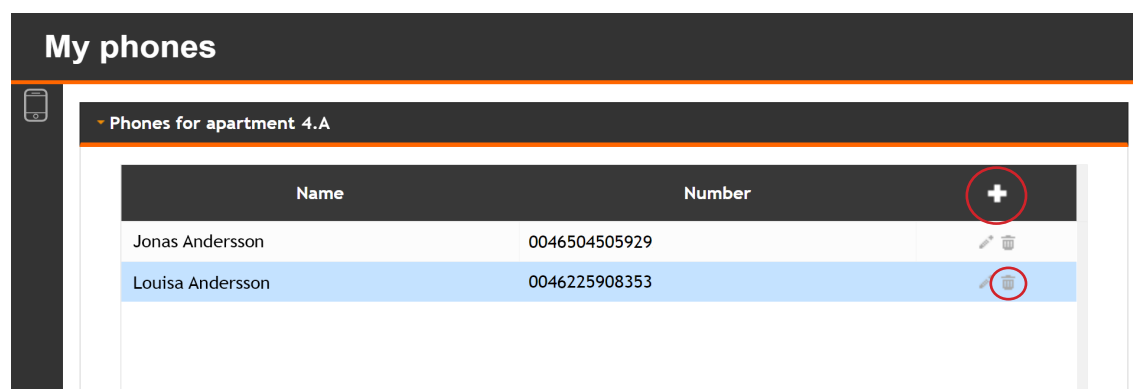 My phones
Phones for apartment 4.A
Name Number
Jonas Andersson 0046504505929
Louisa Andersson 0046225908353